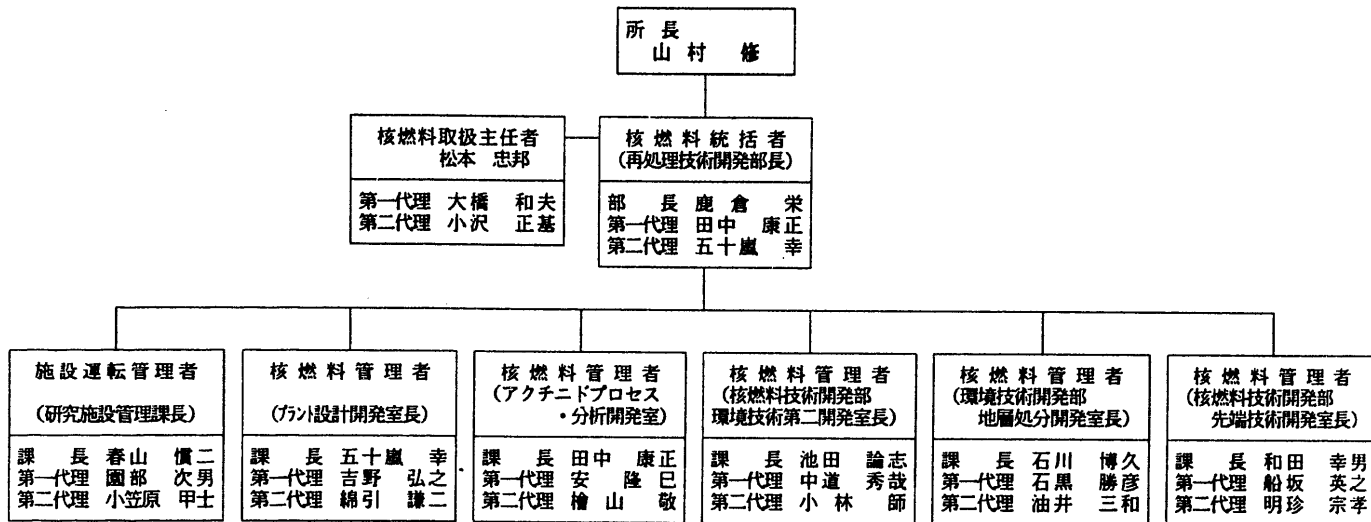 所長
山村 修
核燃料取扱主任者
松本 忠邦
第一代理 大橋 和夫
第二代理 小沢 正基
核燃料統括者
(再処理技術開発部長)
部長 鹿倉 栄
第一代理 田中 康正
第二代理 五十嵐 幸
施設運転管理者
(研究施設管理課長)
課長 春山 慣二
第一代理 園部 次男
第二代理 小笠原 甲士
核燃料管理者
(プラント設計開発室長)
課長 五十嵐 幸
第一代理 吉野 弘之
第二代理 綿引 謙二
核燃料管理者
(アクチニドプロセス
・分析開発室)
課長 田中 康正
第一代理 安 隆巳
第二代理 檜山 敬
核燃料管理者
(核燃料技術開発部
環境技術第二開発室長)
課長 池田 論志
第一代理 中道 秀哉
第二代理 小林 師
核燃料管理者
(環境技術開発部
地層処分開発室長)
課長 石川 博久
第一代理 石黒 勝彦
第二代理 油井 三和
核燃料管理者
(核燃料技術開発部
先端技術開発室長)
課長 和田 幸男
第一代理 船坂 英之
第二代理 明珍 宗孝